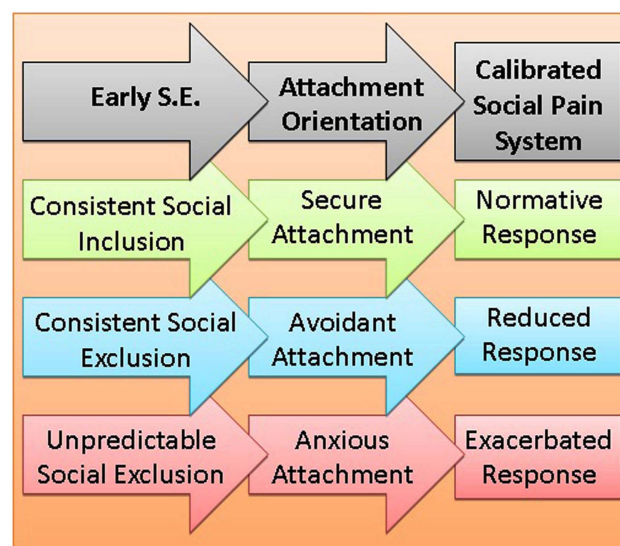 Early S.E.
Attachment
Orientation
Calibrated
Social Pain
System
Consistent Social
Inclusion
Secure
Attachment
Normative
Response
Consistent Social
Exclusion
Avoidant
Attachment
Reduced
Response
Unpredictable
Social Exclusion
Anxious
Attachment
Exacerbated
Response